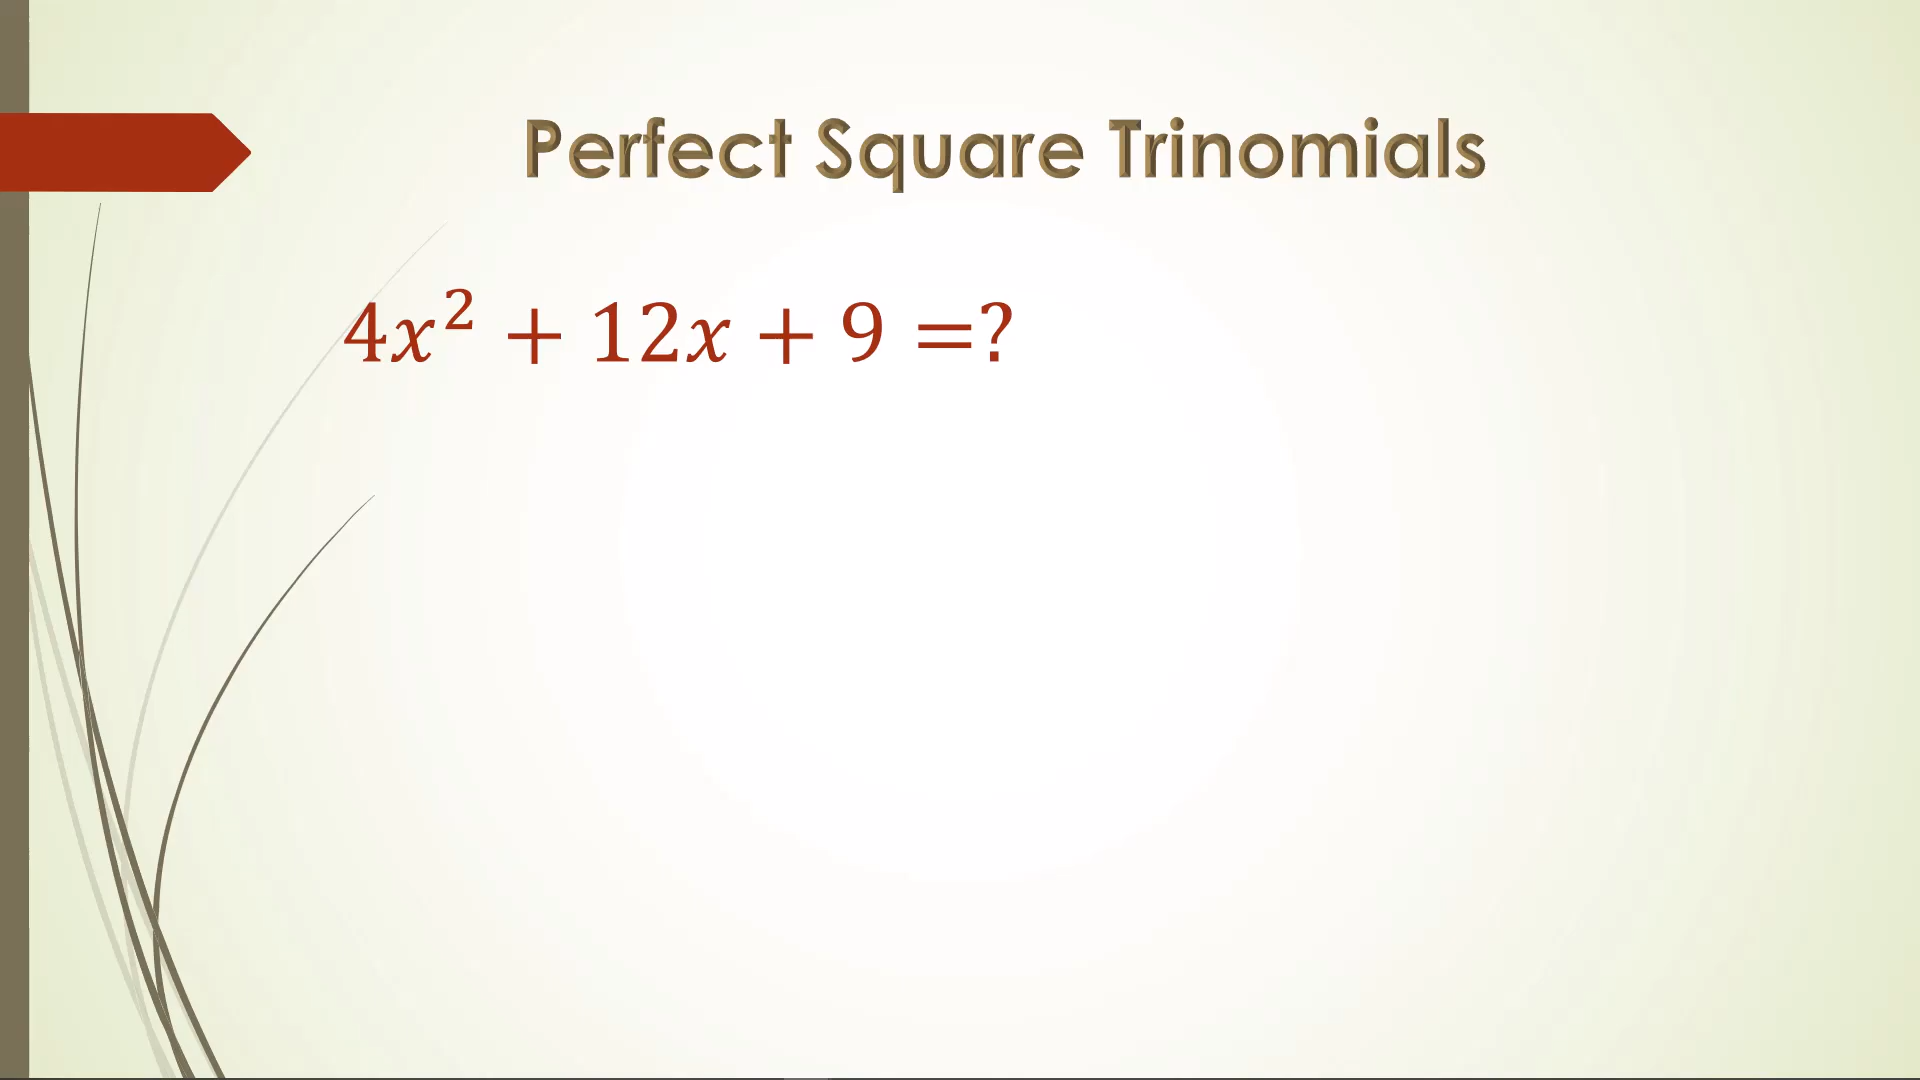 Perfect Square Trinomials
4x² + 12x + 9 =?